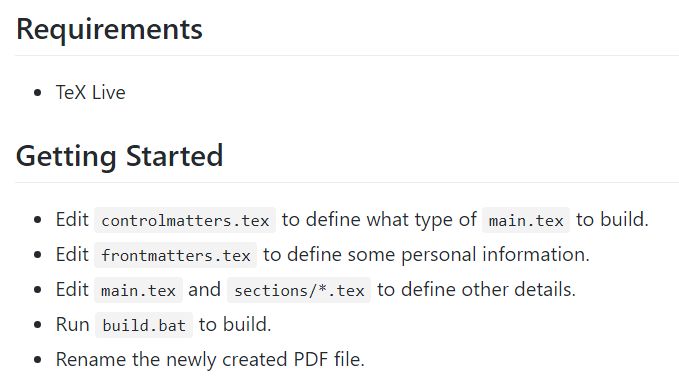 Requirements
TeX Live
Getting Started
Edit controlmatters.tex to define what type of main.tex to build.
Edit frontmatters.tex to define some personal information.
Edit main.tex and sections/*.tex to define other details.
Run build.bat to build.
Rename the newly created PDF file.